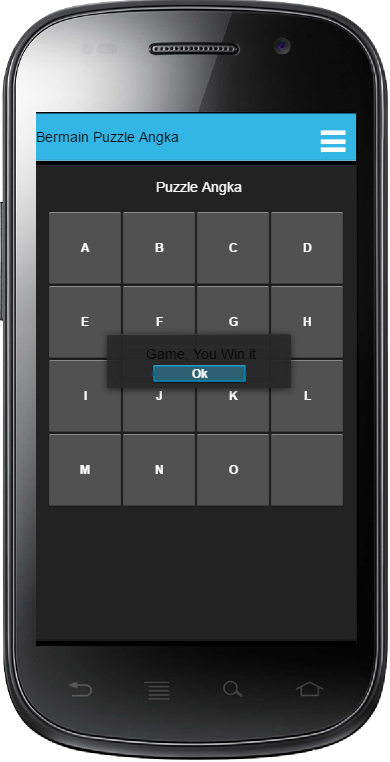 Bermain Puzzle Angka
Puzzle Angka
A B C D
E F G H
Game, You Win it
Ok
I J K L
M N O